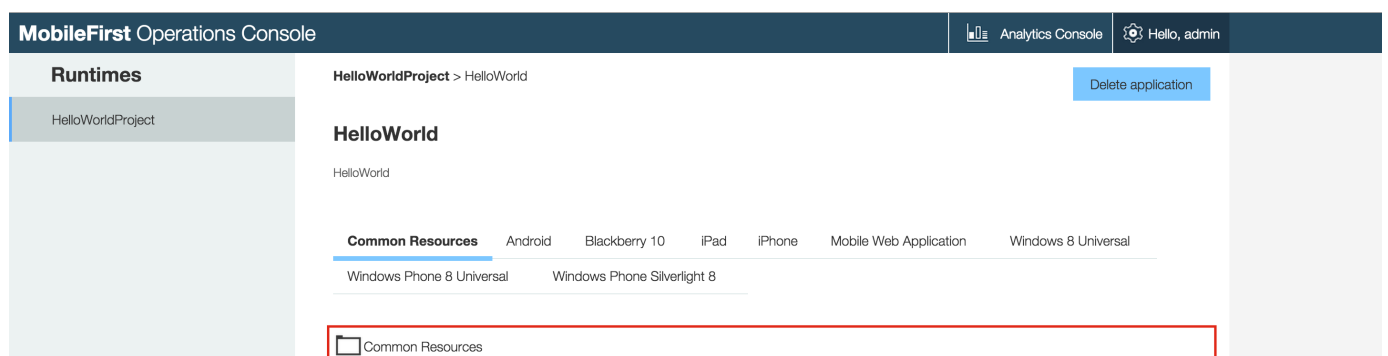 MobileFirst Operations Console Analytics Console Hello, admin
Runtimes
HelloWorldProject
HelloWorldProject > HelloWorld
Delete application
HelloWorld
HelloWorld
Common Resources Android Blackberry 10 iPad iPhone Mobile Web Application Windows 8 Universal
Windows Phone 8 Universal Windows Phone Silverlight 8
Common Resources